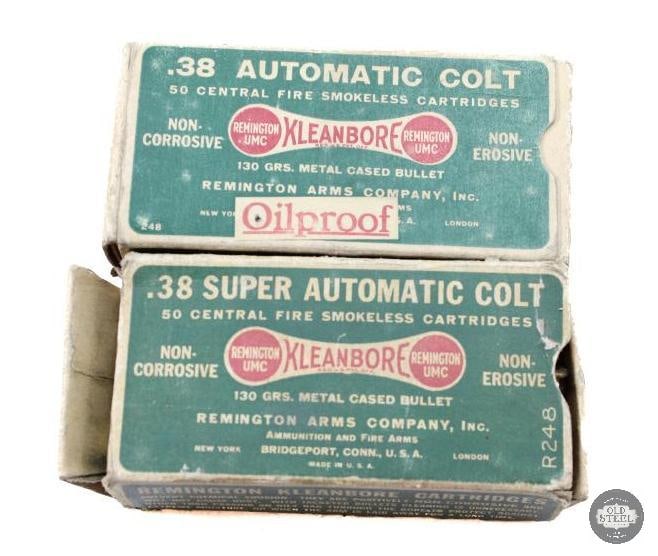 .38 AUTOMATIC COLT
50 CENTRAL FIRE SMOKELESS CARTRIDGES
NON-CORROSIVE
REMINGTON UMC
KLEANBORE
REMINGTON UMC
NON-EROSIVE
130 GRS. METAL CASED BULLET
REMINGTON ARMS COMPANY, INC.
Oilproof
LONDON
248
.38 SUPER AUTOMATIC COLT
50 CENTRAL FIRE SMOKELESS CARTRIDGES
NON-CORROSIVE
REMINGTON UMC
KLEANBORE
REMINGTON UMC
NON-EROSIVE
130 GRS. METAL CASED BULLET
REMINGTON ARMS COMPANY, INC.
AMMUNITION AND FIRE ARMS
NEW YORK BRIDGEPORT, CONN., U.S.A. LONDON
MADE IN U.S.A.
R248
REMINGTON KLEANBORE CARTRIDGES
OLD STEEL